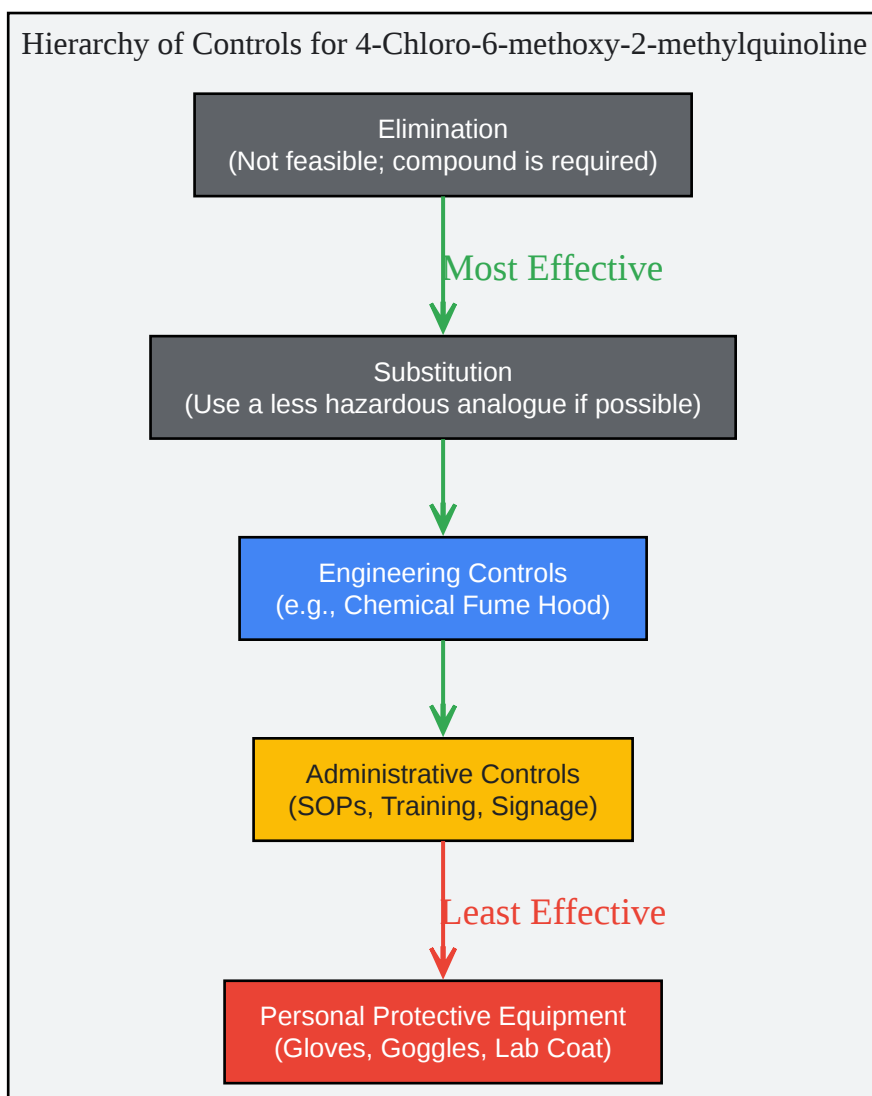 Hierarchy of Controls for 4-Chloro-6-methoxy-2-methylquinoline
Elimination
(Not feasible; compound is required)
Most Effective
Substitution
(Use a less hazardous analogue if possible)
Engineering Controls
(e.g., Chemical Fume Hood)
Administrative Controls
(SOPs, Training, Signage)
Least Effective
Personal Protective Equipment
(Gloves, Goggles, Lab Coat)